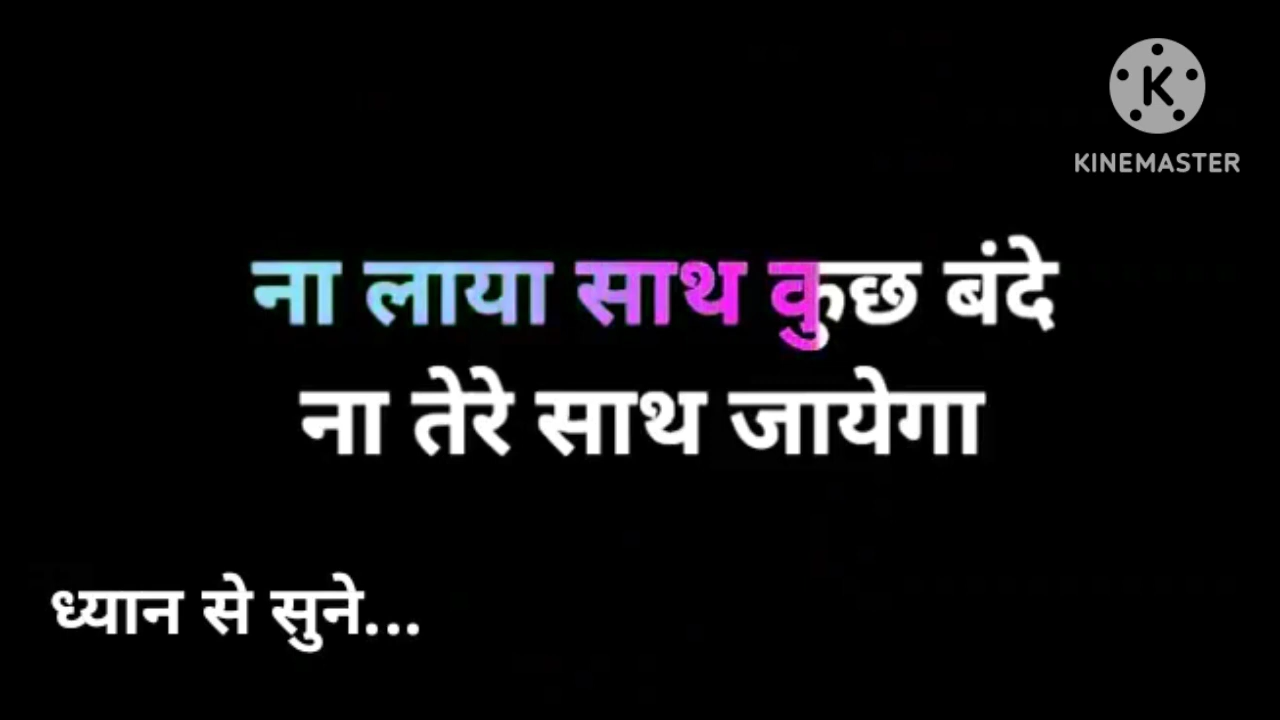 KINEMASTER
ना लाया साथ कुछ बंदे
ना तेरे साथ जायेगा
ध्यान से सुने...